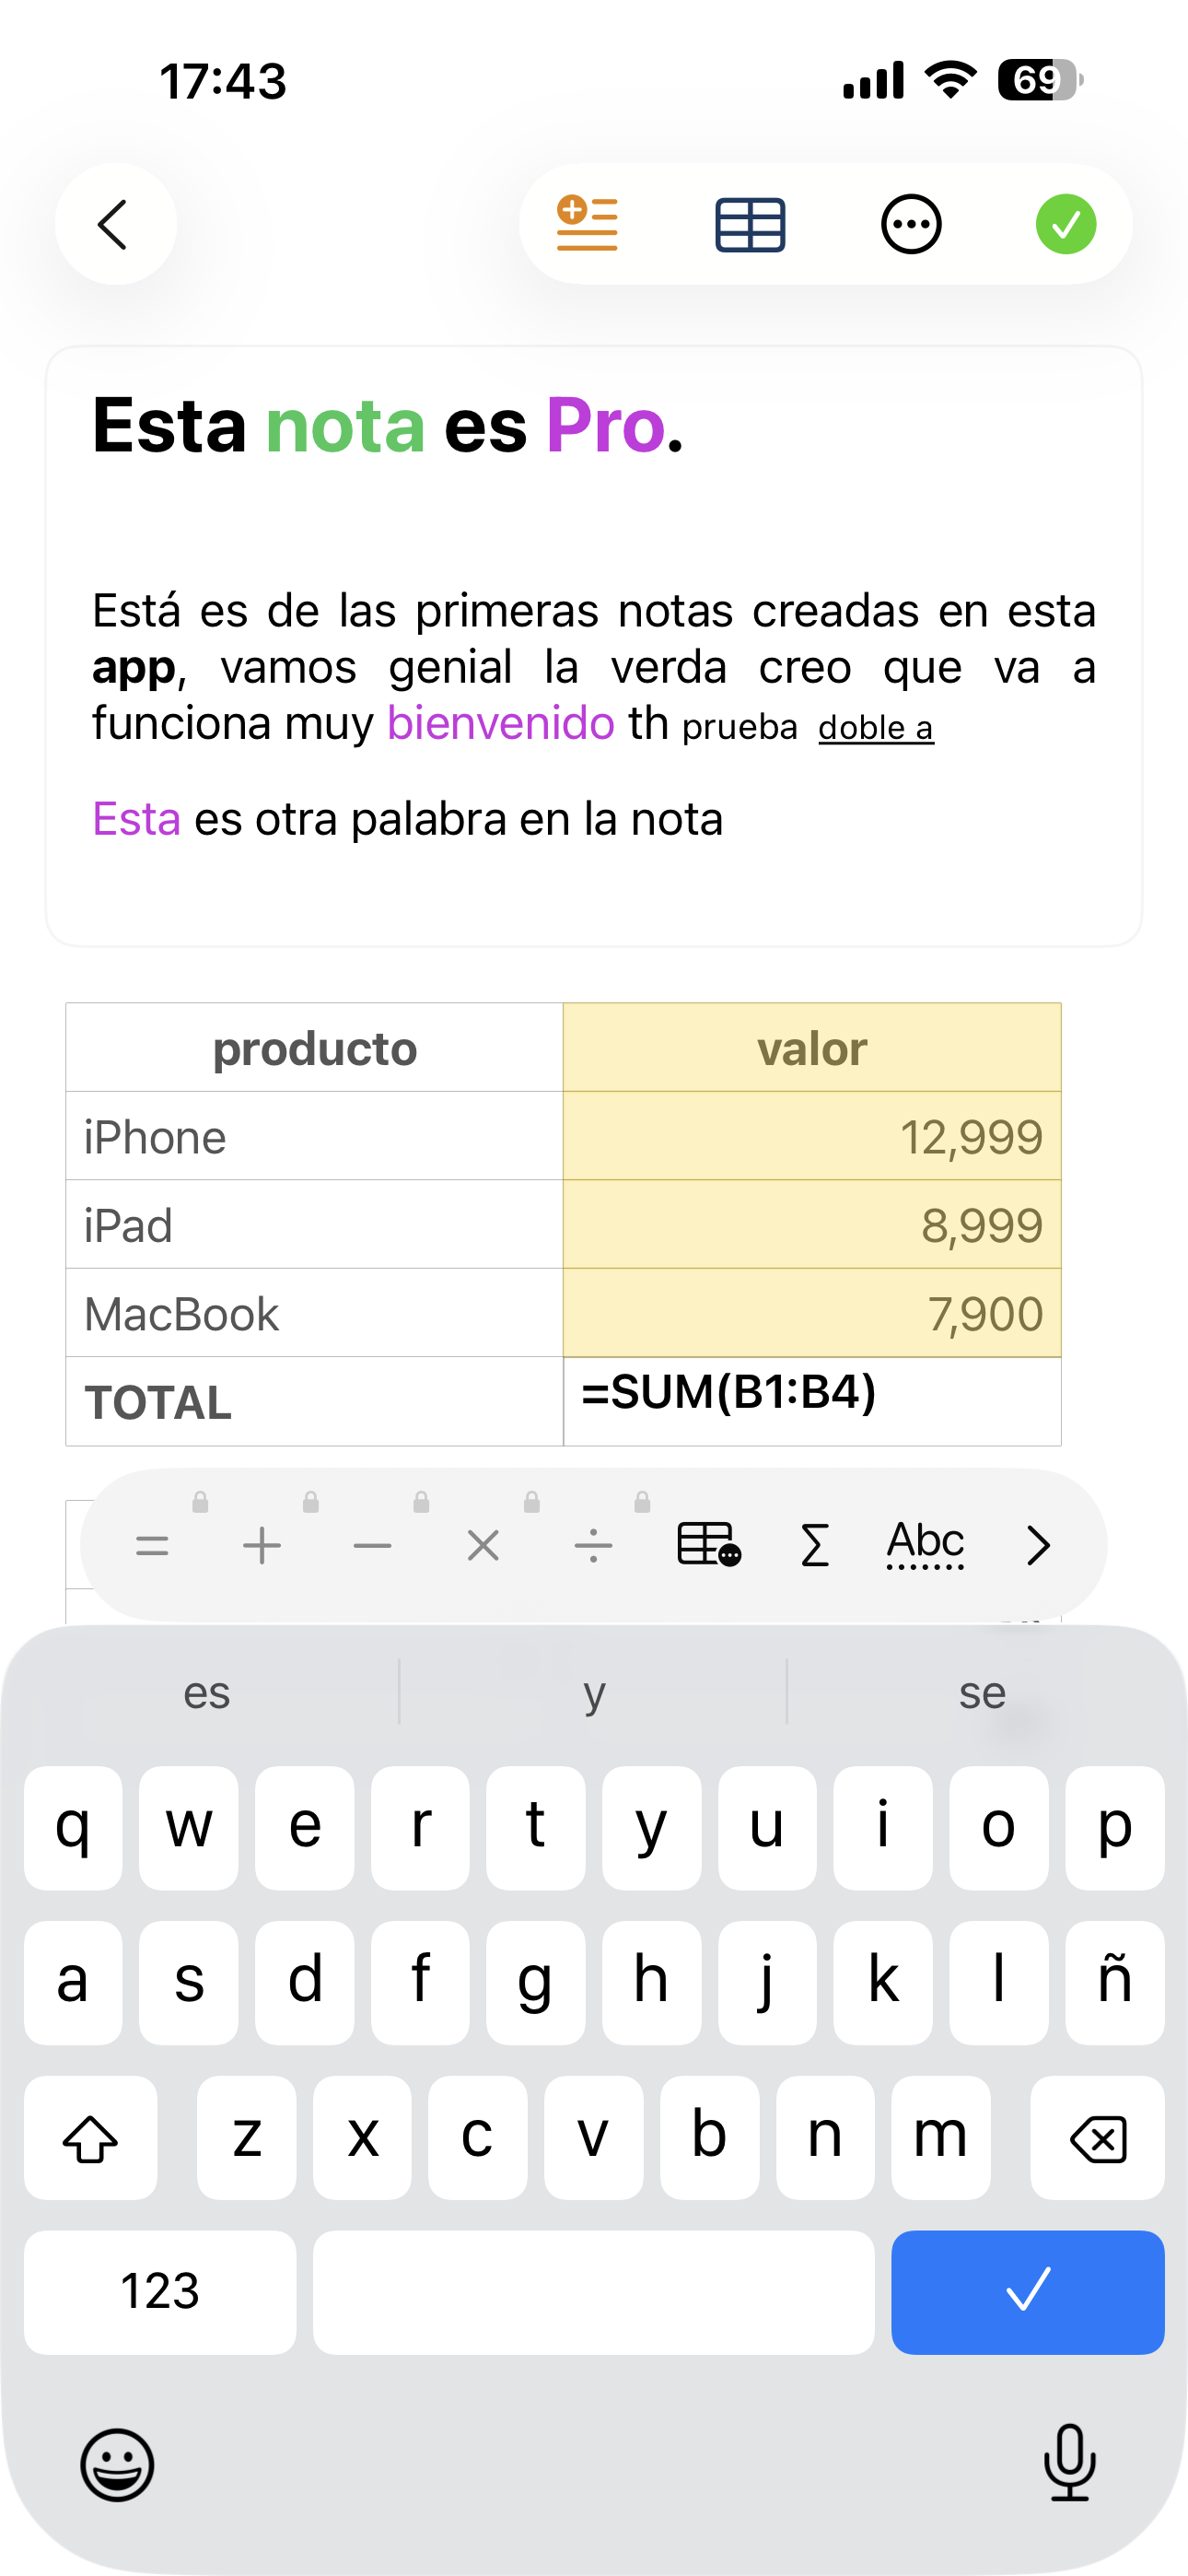 17:43
69
Esta nota es Pro.
Está es de las primeras notas creadas en esta
app, vamos genial la verda creo que va a
funciona muy bienvenido th prueba doble a
Esta es otra palabra en la nota
producto valor
iPhone 12,999
iPad 8,999
MacBook 7,900
TOTAL =SUM(B1:B4)
= + − × ÷ Σ Abc
es y se
q w e r t y u i o p
a s d f g h j k l ñ
z x c v b n m
123